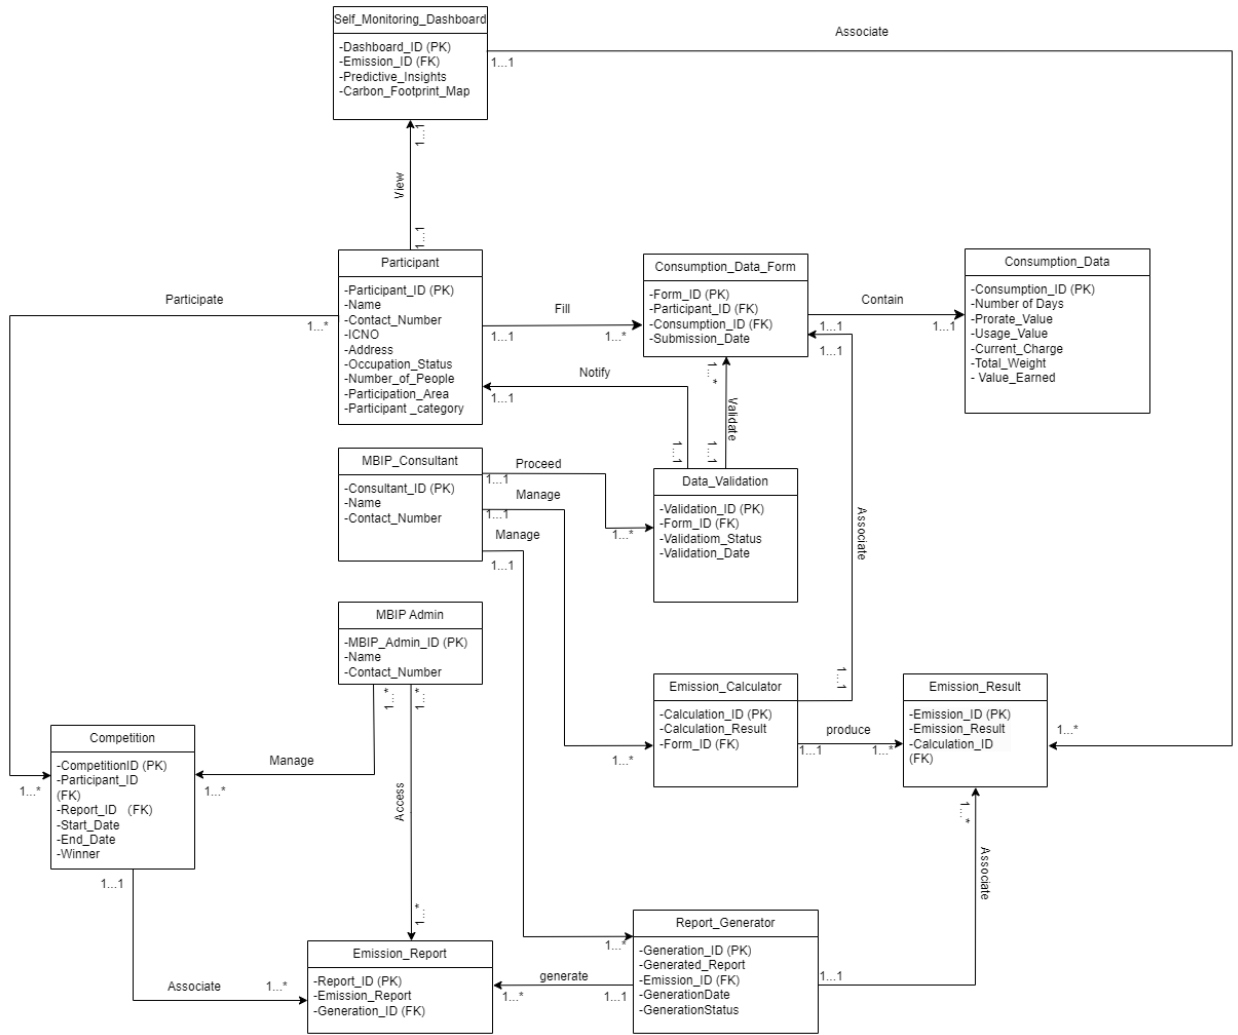 Self_Monitoring_Dashboard
-Dashboard_ID (PK)
-Emission_ID (FK)
-Predictive_Insights
-Carbon_Footprint_Map
1...1
Associate
1...1
View
1...1
Participant
-Participant_ID (PK)
-Name
-Contact_Number
-ICNO
-Address
-Occupation_Status
-Number_of_People
-Participation_Area
-Participant _category
Participate
1...*
Fill
1...1
1...*
Consumption_Data_Form
-Form_ID (PK)
-Participant_ID (FK)
-Consumption_ID (FK)
-Submission_Date
Contain
1...1
1...1
1...1
Consumption_Data
-Consumption_ID (PK)
-Number of Days
-Prorate_Value
-Usage_Value
-Current_Charge
-Total_Weight
- Value_Earned
Notify
1...1
1...1
1...*
Validate
1...1
MBIP_Consultant
-Consultant_ID (PK)
-Name
-Contact_Number
1...1
Proceed
1...*
1...1
Manage
1...1
Manage
Data_Validation
-Validation_ID (PK)
-Form_ID (FK)
-Validatiom_Status
-Validation_Date
Associate
MBIP Admin
-MBIP_Admin_ID (PK)
-Name
-Contact_Number
1...*
1...*
Manage
1...*
Access
1...*
1...1
Emission_Calculator
-Calculation_ID (PK)
-Calculation_Result
-Form_ID (FK)
1...*
produce
1...1
1...*
Emission_Result
-Emission_ID (PK)
-Emission_Result
-Calculation_ID
(FK)
1...*
1...*
Associate
Competition
-CompetitionID (PK)
-Participant_ID
(FK)
-Report_ID (FK)
-Start_Date
-End_Date
-Winner
1...*
1...1
Associate
1...*
Emission_Report
-Report_ID (PK)
-Emission_Report
-Generation_ID (FK)
generate
1...*
1...1
1...*
Report_Generator
-Generation_ID (PK)
-Generated_Report
-Emission_ID (FK)
-GenerationDate
-GenerationStatus
1...1